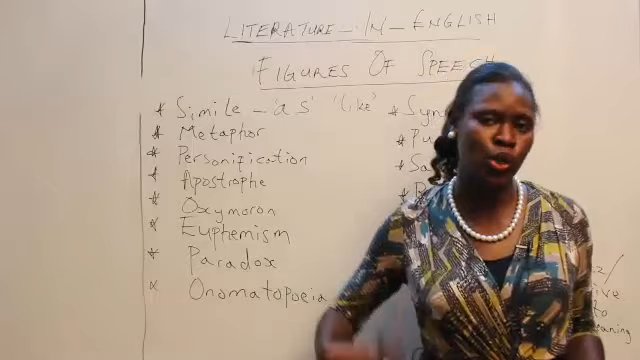 LITERATURE - IN - ENGLISH
FIGURES OF SPEECH
* Simile - 'as' 'like'
* Metaphor
* Personification
* Apostrophe
* Oxymoron
* Euphemism
* Paradox
* Onomatopoeia